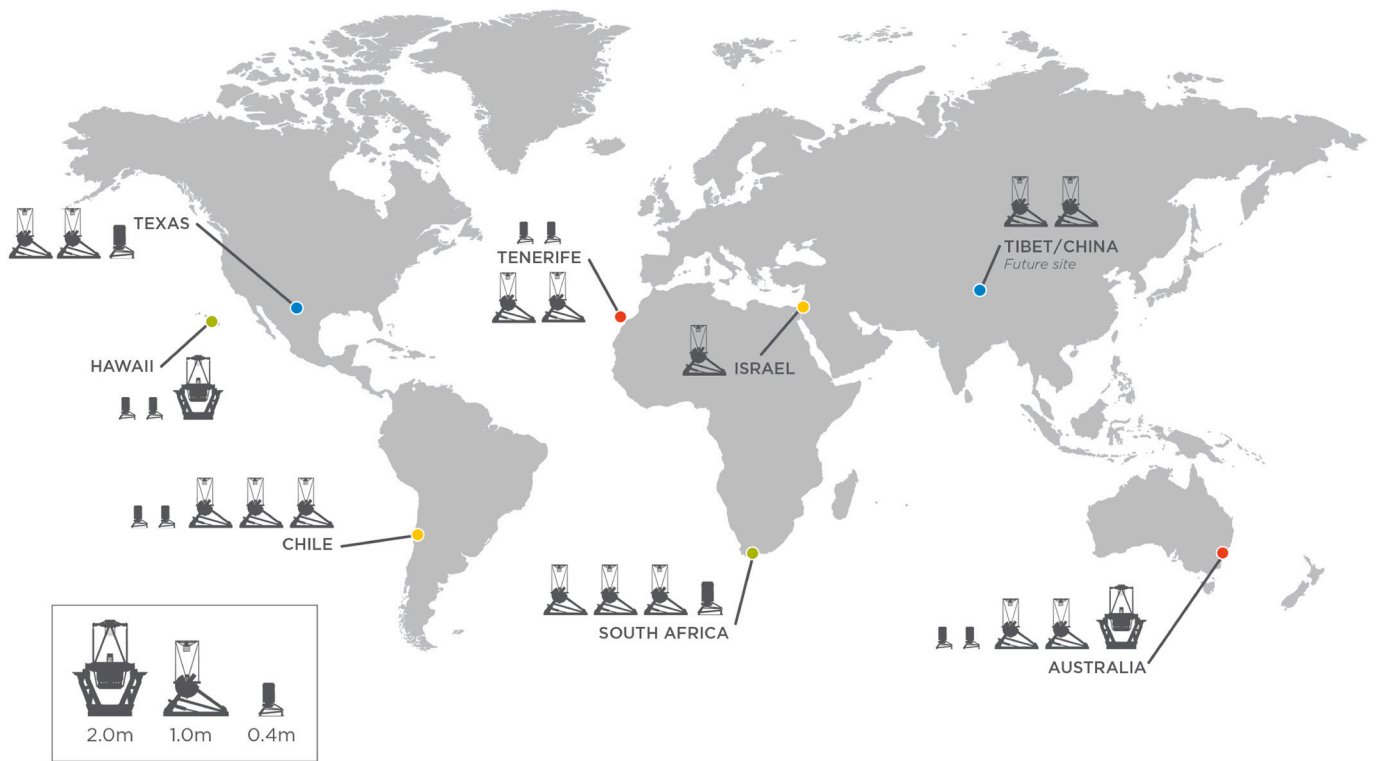 TEXAS
TENERIFE
TIBET/CHINA
Future site
HAWAII
ISRAEL
CHILE
SOUTH AFRICA
AUSTRALIA
2.0m
1.0m
0.4m